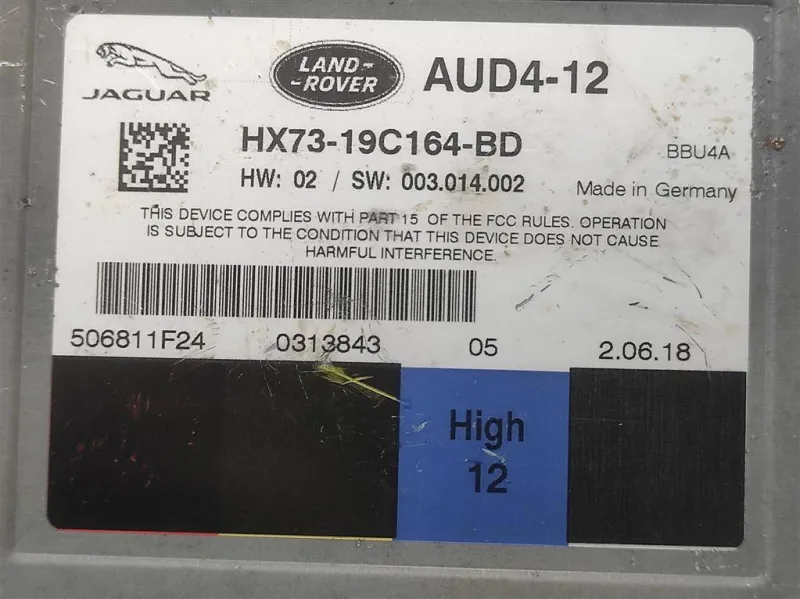 JAGUAR
LAND-
-ROVER
AUD4-12
HX73-19C164-BD
BBU4A
HW: 02 / SW: 003.014.002
Made in Germany
THIS DEVICE COMPLIES WITH PART 15 OF THE FCC RULES. OPERATION
IS SUBJECT TO THE CONDITION THAT THIS DEVICE DOES NOT CAUSE
HARMFUL INTERFERENCE.
506811F24 0313843 05 2.06.18
High
12